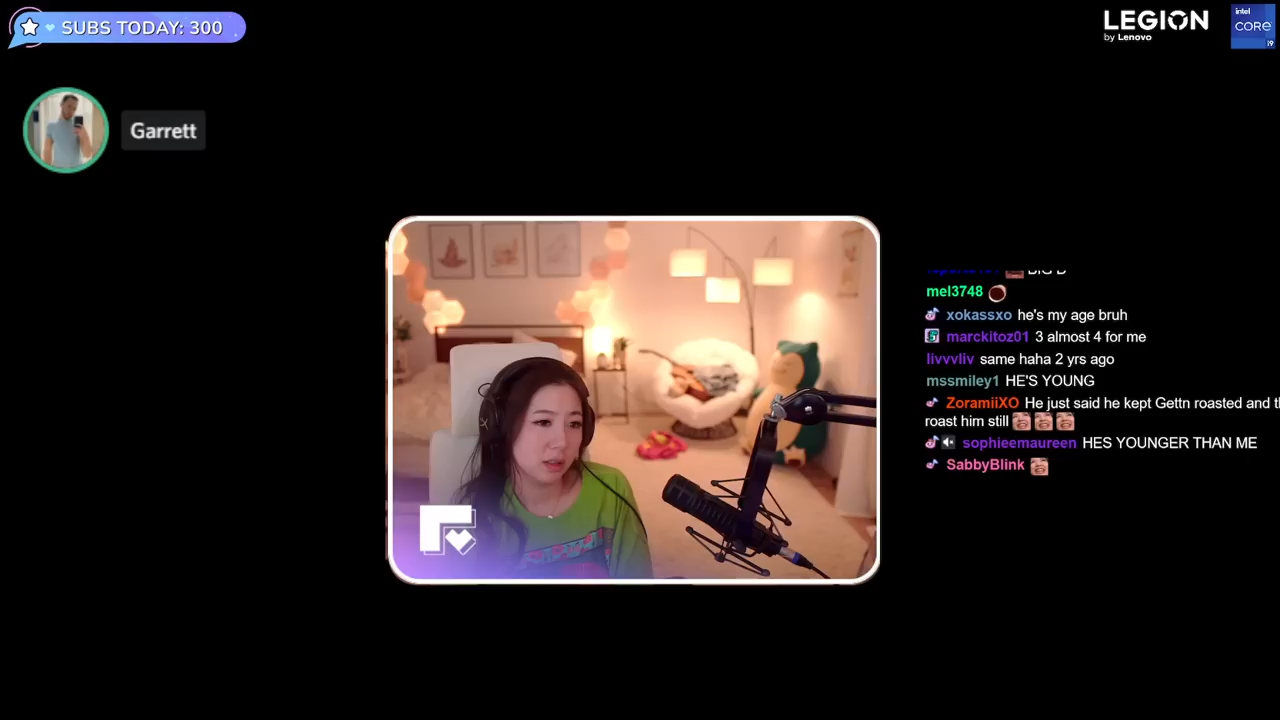 SUBS TODAY: 300
LEGION
by Lenovo
intel
CORE
i9
Garrett
BIG D
mel3748
xokassxo he's my age bruh
marckitoz01 3 almost 4 for me
livvvliv same haha 2 yrs ago
mssmiley1 HE'S YOUNG
ZoramiiXO He just said he kept Gettn roasted and
roast him still
sophieemaureen HES YOUNGER THAN ME
SabbyBlink